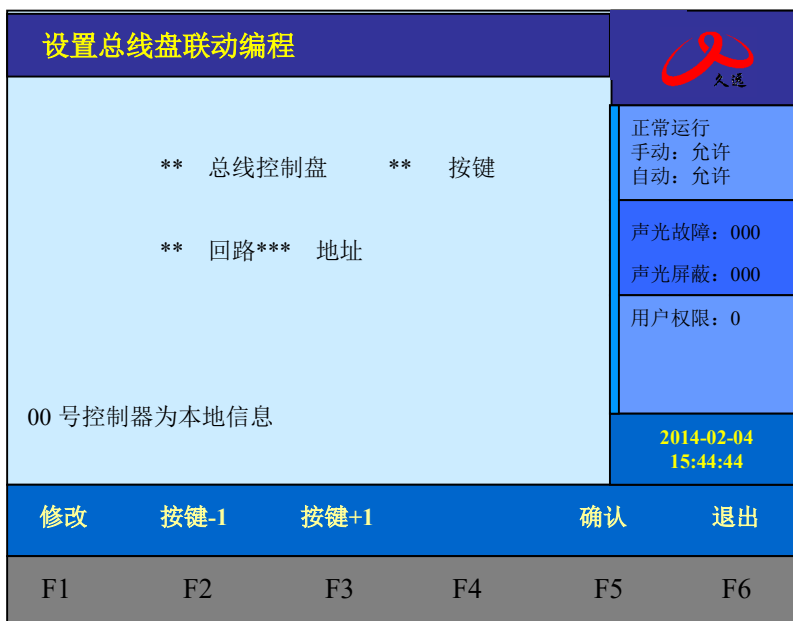 设置总线盘联动编程
久远
正常运行
手动：允许
自动：允许
** 总线控制盘 ** 按键
声光故障：000
** 回路*** 地址
声光屏蔽：000
用户权限：0
00 号控制器为本地信息
2014-02-04
15:44:44
修改 按键-1 按键+1 确认 退出
F1 F2 F3 F4 F5 F6